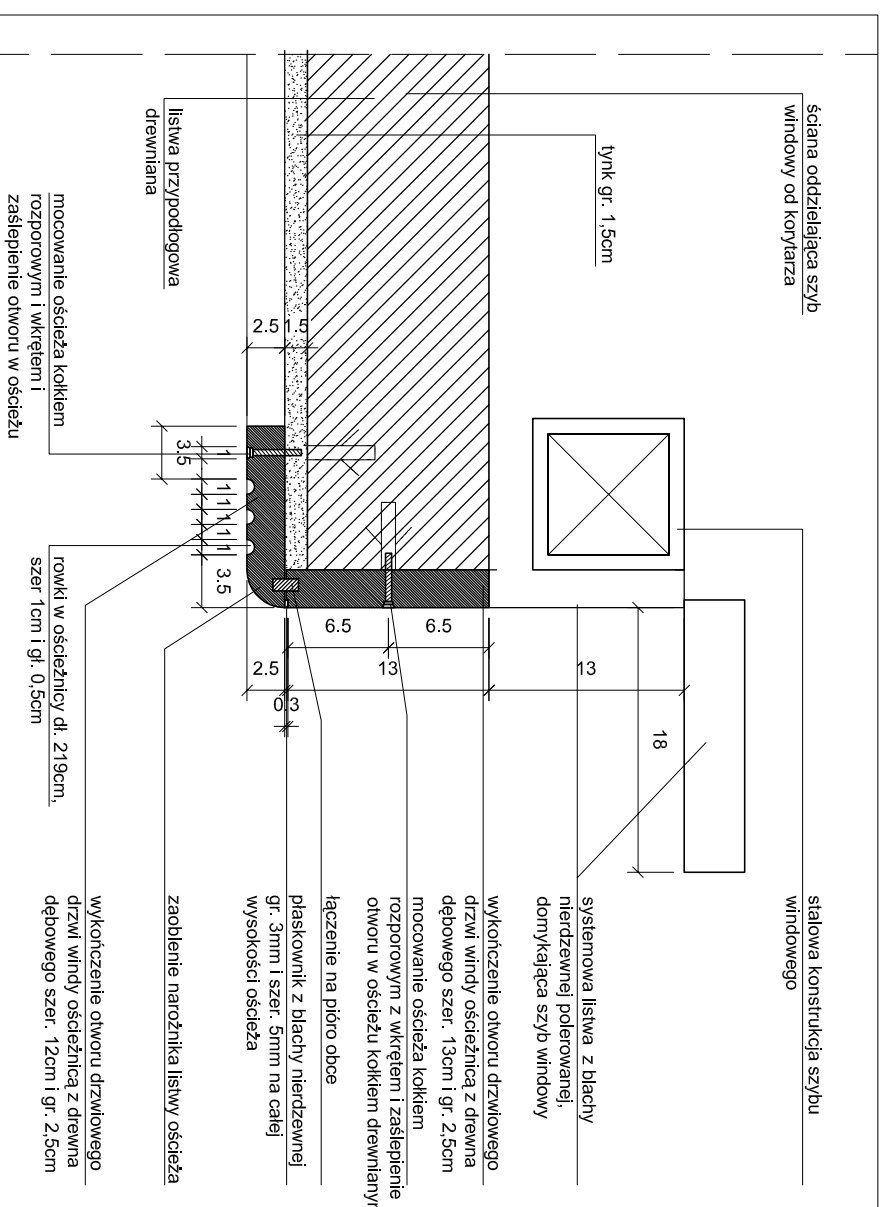 ściana oddzielająca szyb
windowy od korytarza
tynk gr. 1,5cm
listwa przypodłogowa
drewniana
mocowanie ościeża kołkiem
rozporowym i wkrętem i
zaślepienie otworu w ościeżu
rowki w ościeżnicy dł. 219cm,
szer 1cm i gł. 0,5cm
stalowa konstrukcja szybu
windowego
systemowa listwa z blachy
nierdzewnej polerowanej,
domykająca szyb windowy
wykończenie otworu drzwiowego
drzwi windy ościeżnicą z drewna
dębowego szer. 13cm i gr. 2,5cm
mocowanie ościeża kołkiem
rozporowym z wkrętem i zaślepienie
otworu w ościeżu kołkiem drewnianym
łączenie na pióro obce
płaskownik z blachy nierdzewnej
gr. 3mm i szer. 5mm na całej
wysokości ościeża
zaoblenie narożnika listwy ościeża
wykończenie otworu drzwiowego
drzwi windy ościeżnicą z drewna
dębowego szer. 12cm i gr. 2,5cm
2.5 1.5
3.5
1
1
1
1
1
1
3.5
6.5
6.5
2.5
13
13
0.3
18